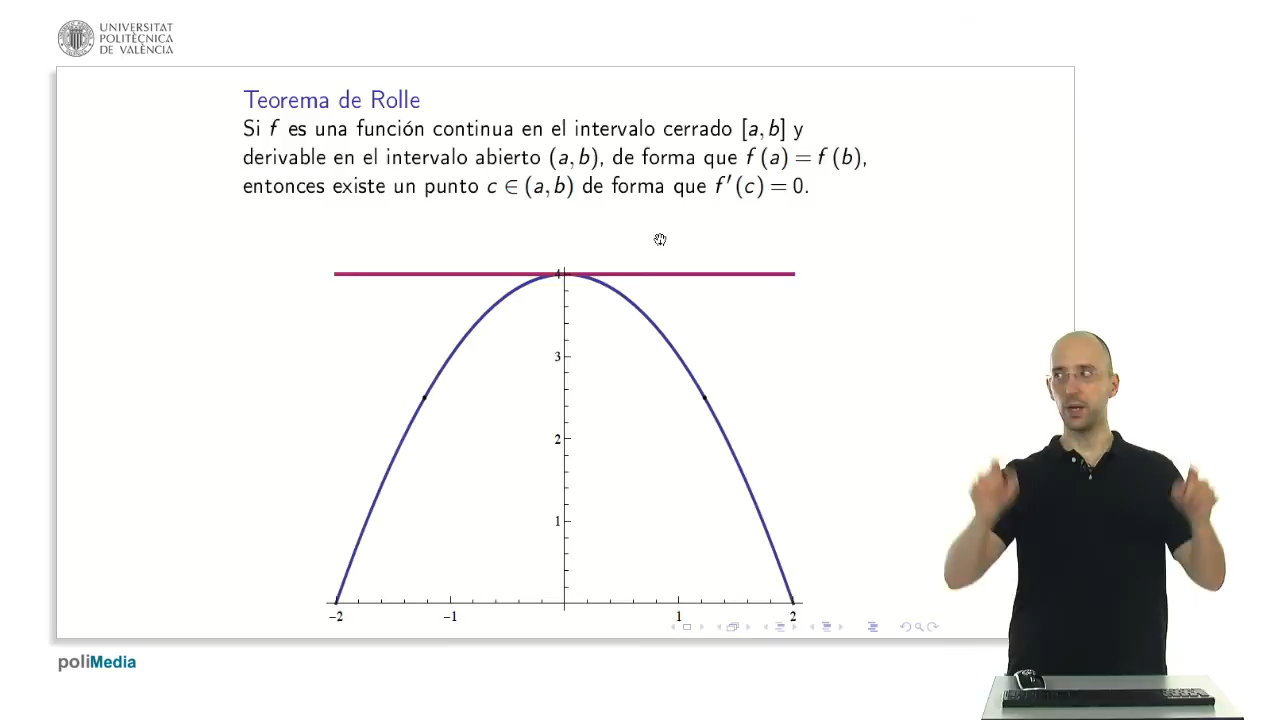 UNIVERSITAT
POLITÈCNICA
DE VALÈNCIA
Teorema de Rolle
Si f es una función continua en el intervalo cerrado [a, b] y
derivable en el intervalo abierto (a, b), de forma que f (a) = f (b),
entonces existe un punto c ∈ (a, b) de forma que f′ (c) = 0.
4
3
2
1
−2 −1 1 2
poliMedia